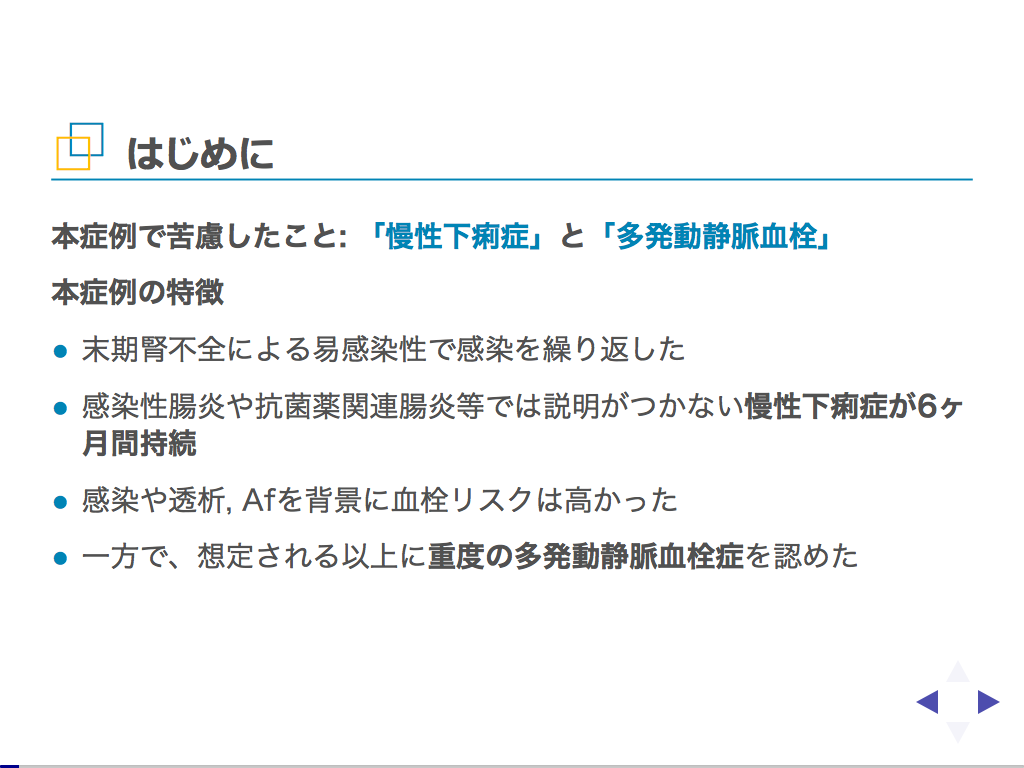 はじめに
本症例で苦慮したこと: 「慢性下痢症」と「多発動静脈血栓」
本症例の特徴
末期腎不全による易感染性で感染を繰り返した
感染性腸炎や抗菌薬関連腸炎等では説明がつかない慢性下痢症が6ヶ
月間持続
感染や透析, Afを背景に血栓リスクは高かった
一方で、想定される以上に重度の多発動静脈血栓症を認めた